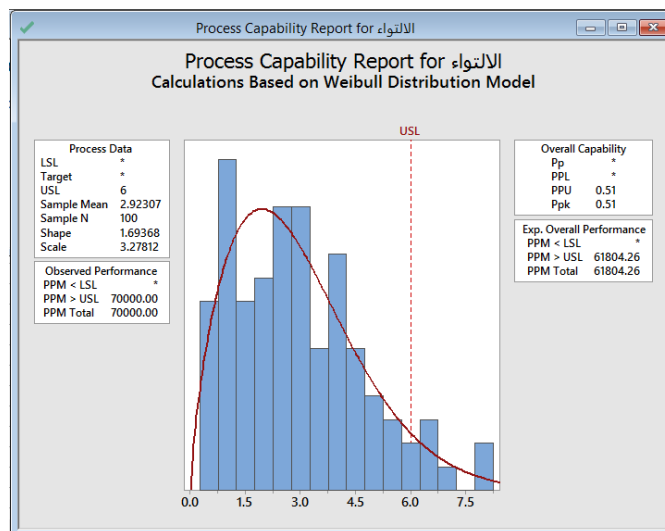 Process Capability Report for الالتواء
Process Capability Report for الالتواء
Calculations Based on Weibull Distribution Model
USL
Process Data
LSL *
Target *
USL 6
Sample Mean 2.92307
Sample N 100
Shape 1.69368
Scale 3.27812
Observed Performance
PPM < LSL *
PPM > USL 70000.00
PPM Total 70000.00
Overall Capability
Pp *
PPL *
PPU 0.51
Ppk 0.51
Exp. Overall Performance
PPM < LSL *
PPM > USL 61804.26
PPM Total 61804.26
0.0 1.5 3.0 4.5 6.0 7.5